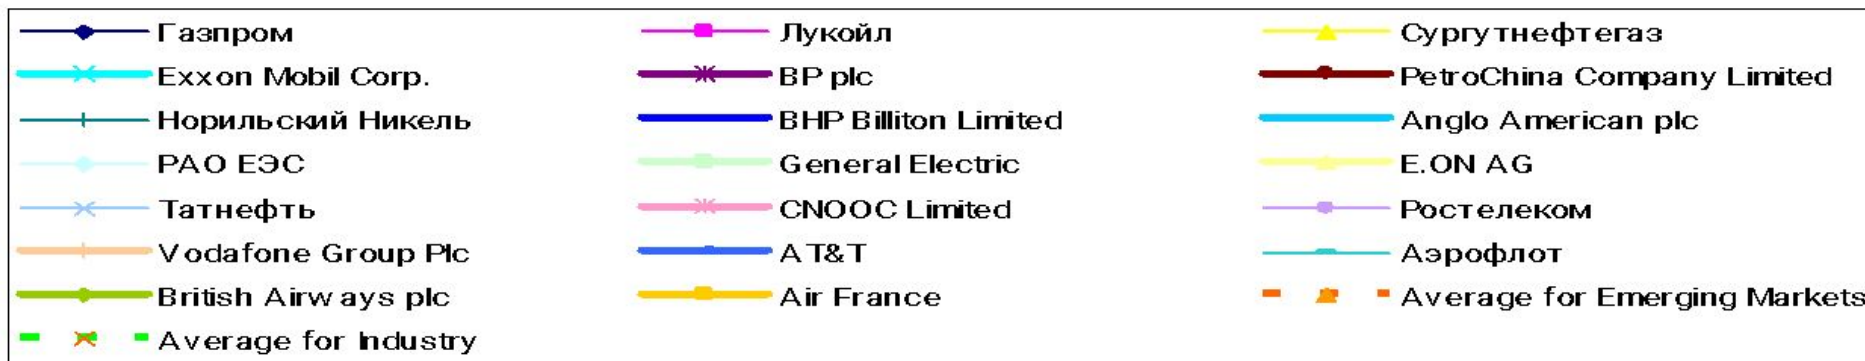 Газпром Лукойл Сургутнефтегаз
Exxon Mobil Corp. BP plc PetroChina Company Limited
Норильский Никель BHP Billiton Limited Anglo American plc
РАО ЕЭС General Electric E.ON AG
Татнефть CNOOC Limited Ростелеком
Vodafone Group Plc AT&T Аэрофлот
British Airways plc Air France Average for Emerging Markets
Average for Industry